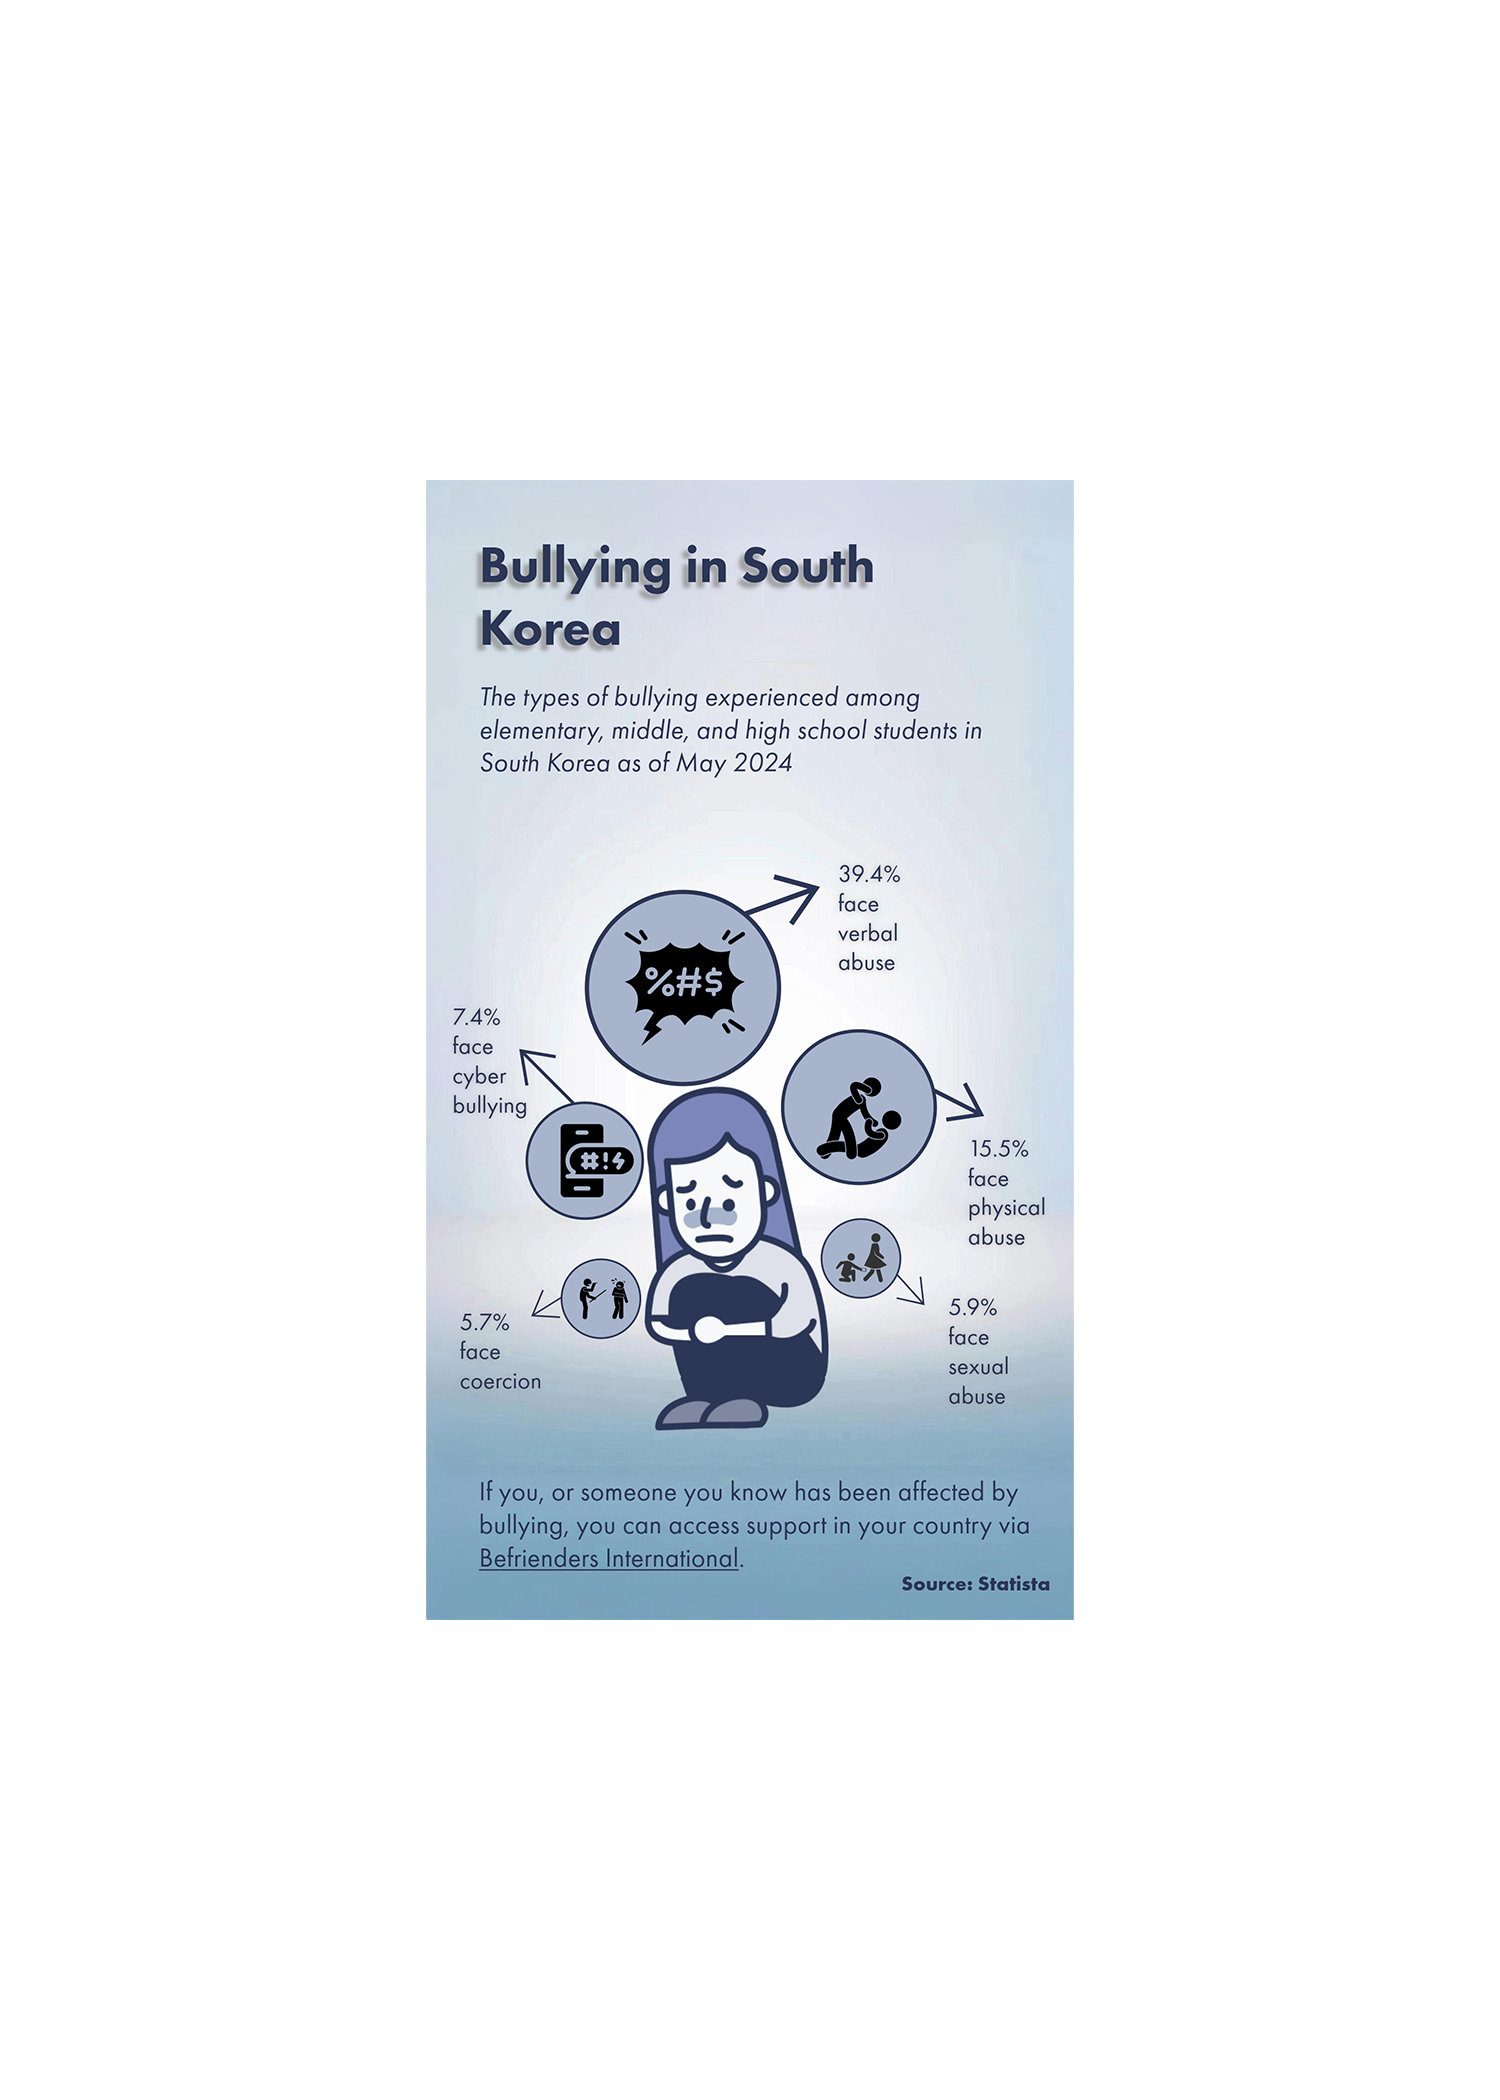 Bullying in South
Korea
The types of bullying experienced among
elementary, middle, and high school students in
South Korea as of May 2024
39.4%
face
verbal
abuse
%#$
7.4%
face
cyber
bullying
#!
15.5%
face
physical
abuse
5.7%
face
coercion
5.9%
face
sexual
abuse
If you, or someone you know has been affected by
bullying, you can access support in your country via
Befrienders International.
Source: Statista